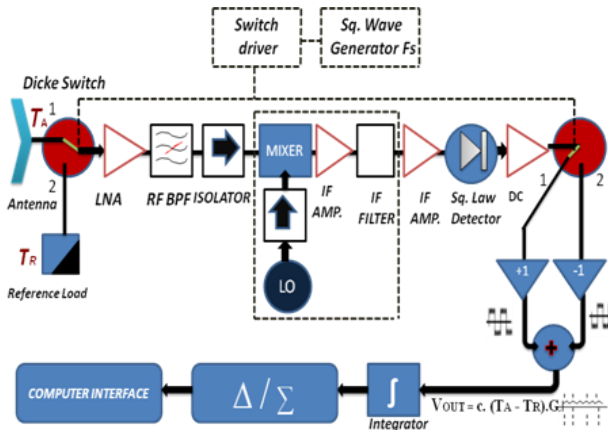 Switch
driver
Sq. Wave
Generator Fs
Dicke Switch
TA
1
2
Antenna
TR
Reference Load
LNA
RF BPF
ISOLATOR
MIXER
LO
IF
AMP.
IF
FILTER
IF
AMP.
Sq. Law
Detector
DC
1
2
+1
-1
+
VOUT = c. (TA - TR).G
∫
Integrator
Δ/Σ
COMPUTER INTERFACE